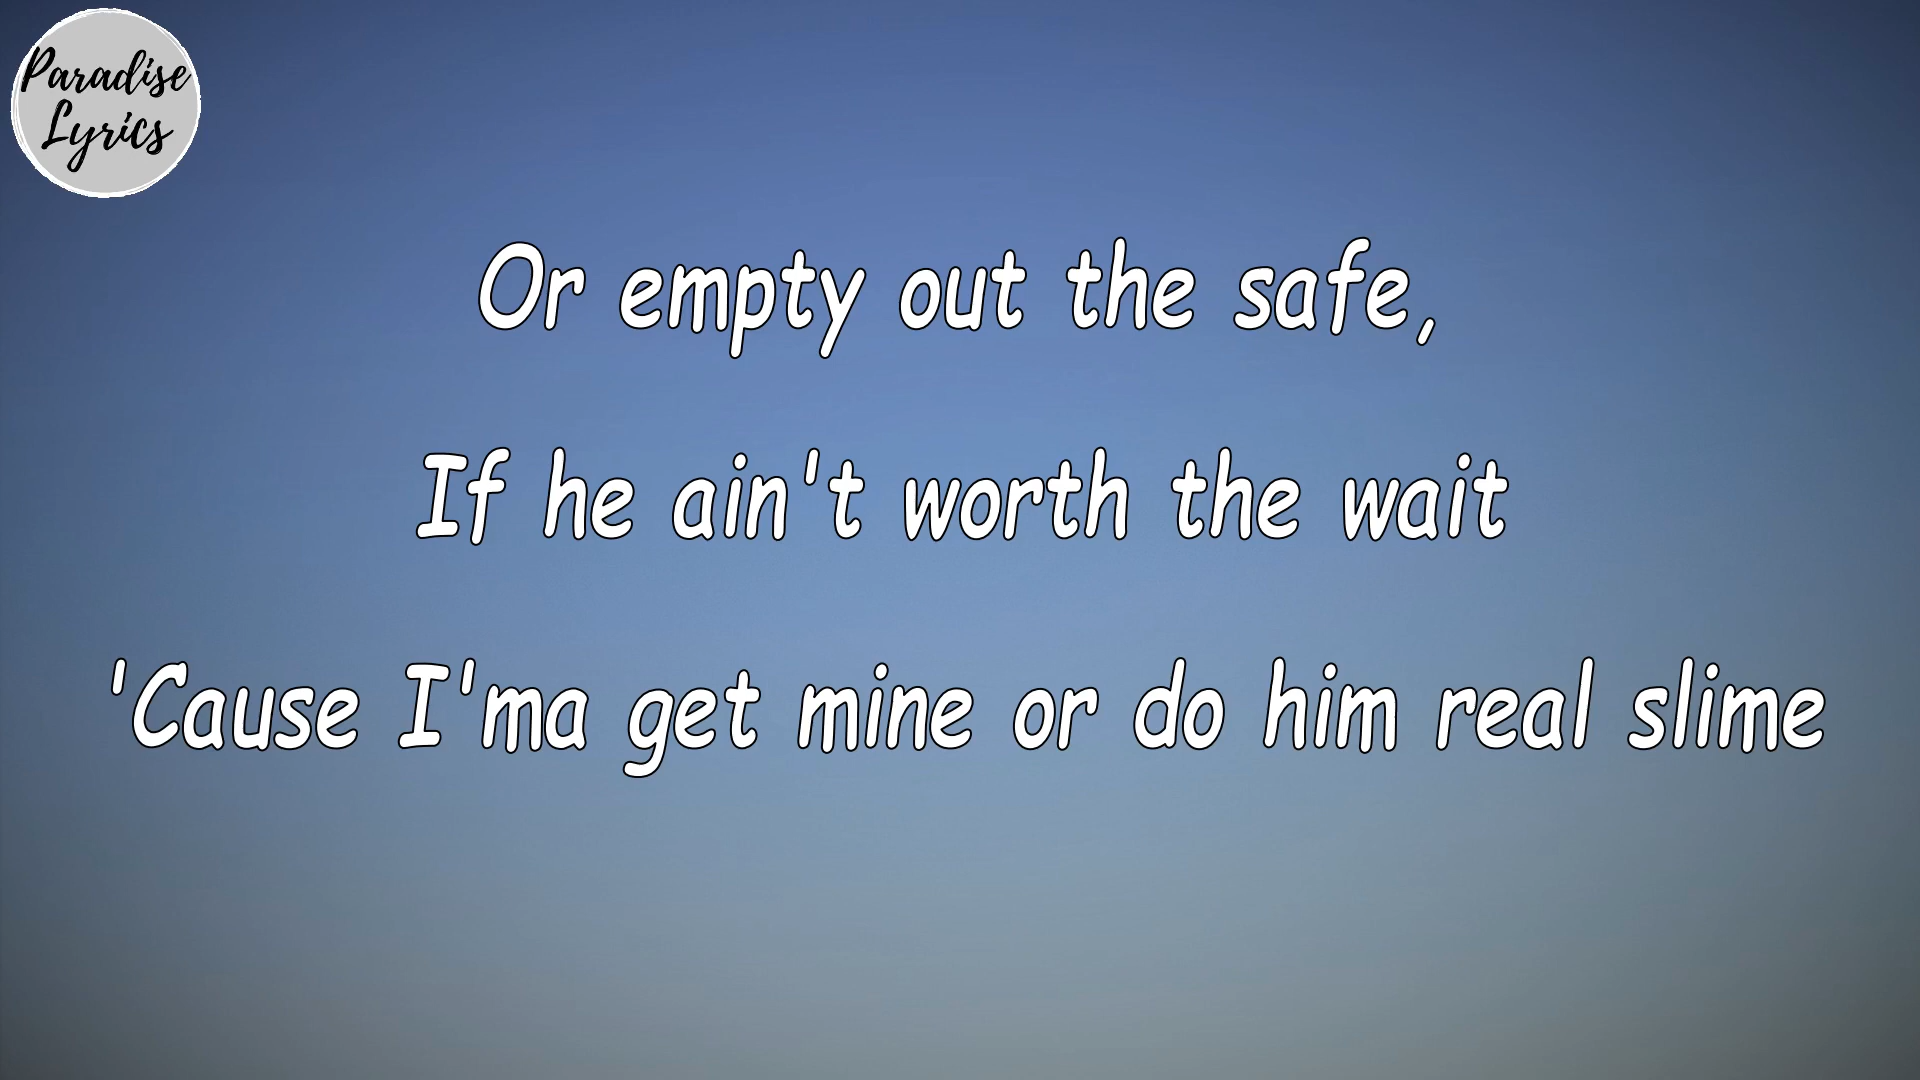 Paradise
Lyrics
Or empty out the safe,
If he ain't worth the wait
'Cause I'ma get mine or do him real slime